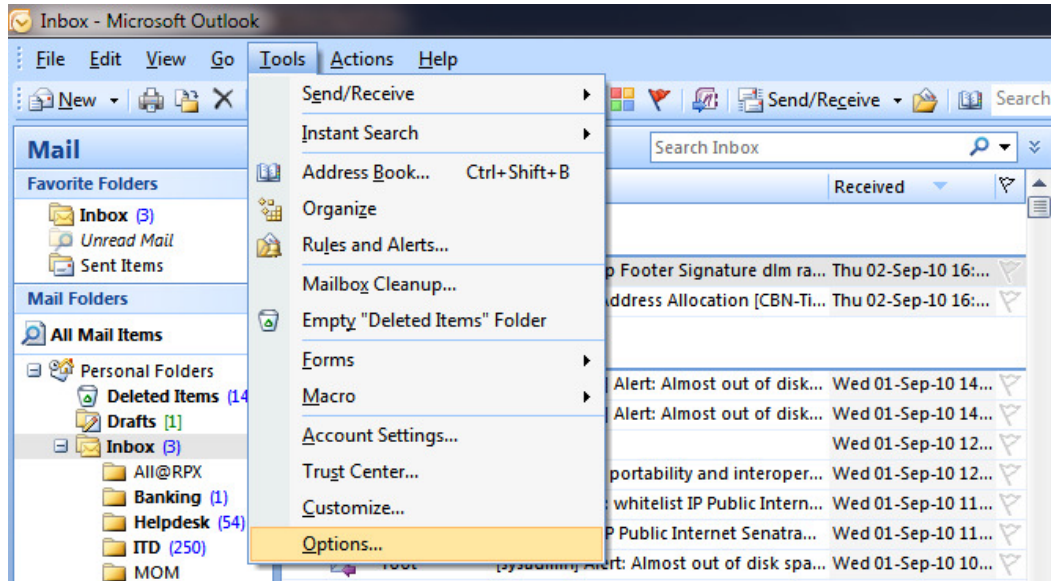 Inbox - Microsoft Outlook
File Edit View Go Tools Actions Help
New Send/Receive Search
Mail
Favorite Folders
Inbox (3)
Unread Mail
Sent Items
Mail Folders
All Mail Items
Personal Folders
Deleted Items (14
Drafts [1]
Inbox (3)
All@RPX
Banking (1)
Helpdesk (54)
ITD (250)
MOM
Send/Receive
Instant Search
Address Book... Ctrl+Shift+B
Organize
Rules and Alerts...
Mailbox Cleanup...
Empty "Deleted Items" Folder
Forms
Macro
Account Settings...
Trust Center...
Customize...
Options...
Search Inbox
Received
p Footer Signature dlm ra... Thu 02-Sep-10 16:...
Address Allocation [CBN-Ti... Thu 02-Sep-10 16:...
Alert: Almost out of disk... Wed 01-Sep-10 14...
Alert: Almost out of disk... Wed 01-Sep-10 14...
Wed 01-Sep-10 12...
portability and interoper... Wed 01-Sep-10 12...
: whitelist IP Public Intern... Wed 01-Sep-10 11...
P Public Internet Senatra... Wed 01-Sep-10 11...
root [sysadmin] Alert: Almost out of disk spa... Wed 01-Sep-10 10...